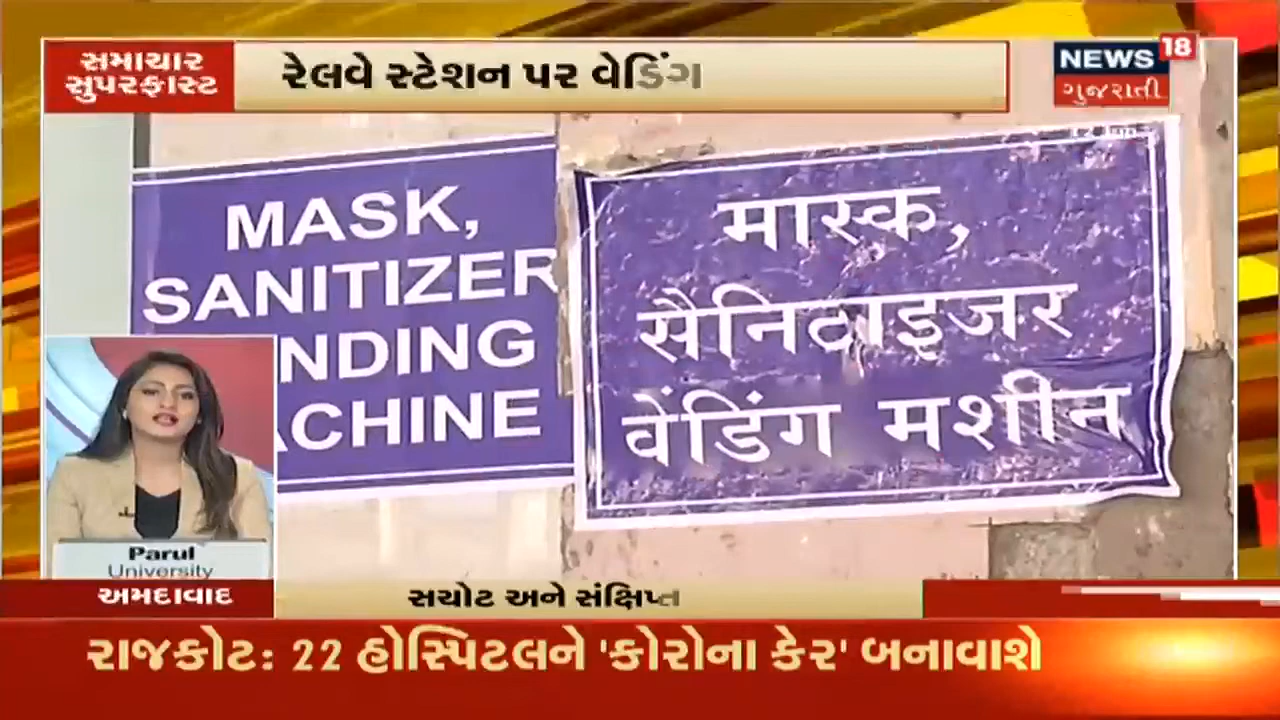 સમાચાર
સુપરફાસ્ટ
રેલવે સ્ટેશન પર વેડિંગ
NEWS 18
ગુજરાતી
MASK,
SANITIZER
NDING
ACHINE
मास्क,
सैनिटाइजर
वेंडिंग मशीन
Parul
University
અમદાવાદ
સચોટ અને સંક્ષિપ્ત
રાજકોટ: 22 હોસ્પિટલને 'કોરોના કેર' બનાવાશે